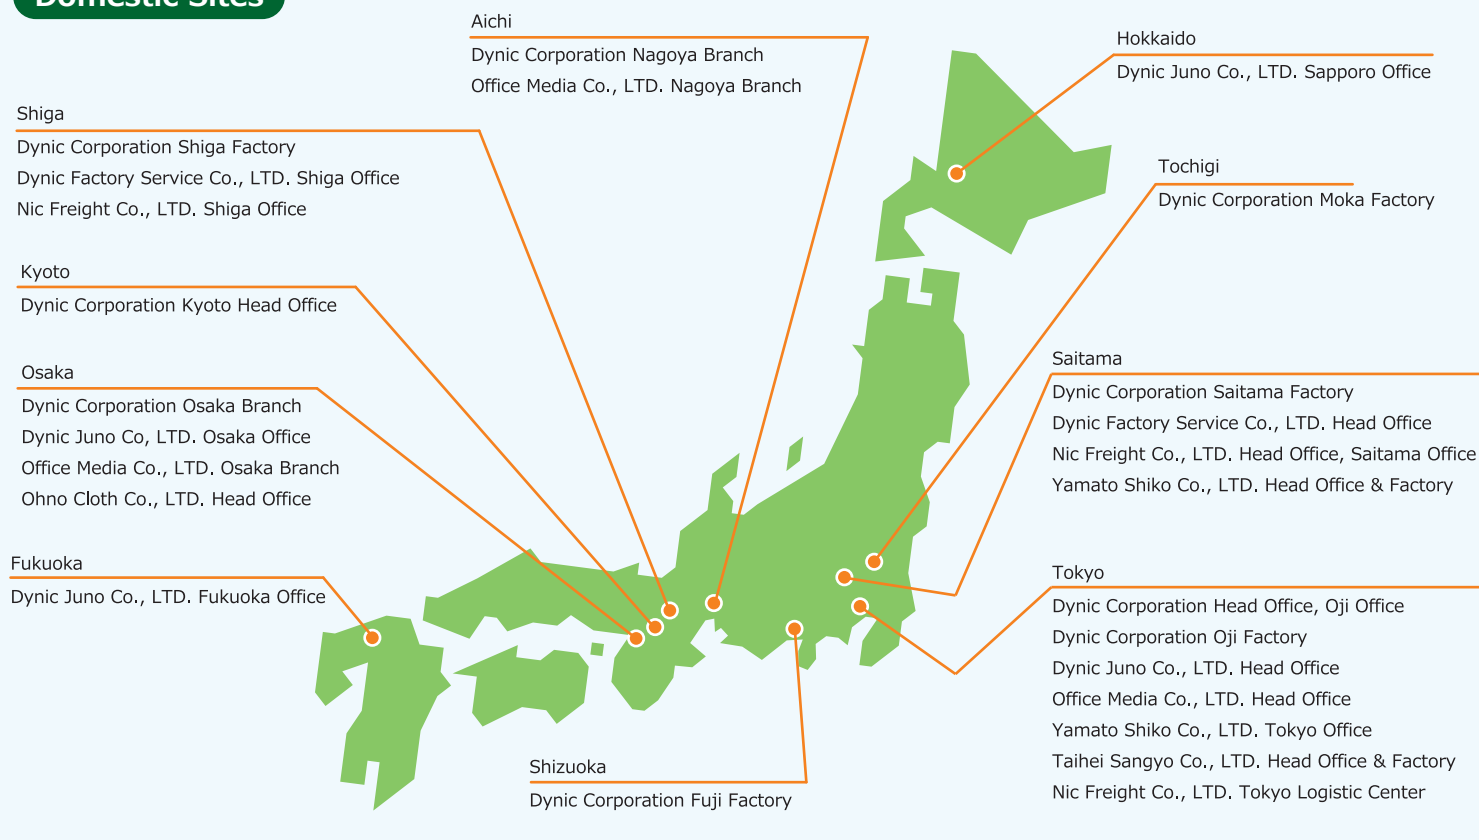 Domestic Sites
Aichi
Dynic Corporation Nagoya Branch
Office Media Co., LTD. Nagoya Branch
Hokkaido
Dynic Juno Co., LTD. Sapporo Office
Shiga
Dynic Corporation Shiga Factory
Dynic Factory Service Co., LTD. Shiga Office
Nic Freight Co., LTD. Shiga Office
Tochigi
Dynic Corporation Moka Factory
Kyoto
Dynic Corporation Kyoto Head Office
Osaka
Dynic Corporation Osaka Branch
Dynic Juno Co, LTD. Osaka Office
Office Media Co., LTD. Osaka Branch
Ohno Cloth Co., LTD. Head Office
Saitama
Dynic Corporation Saitama Factory
Dynic Factory Service Co., LTD. Head Office
Nic Freight Co., LTD. Head Office, Saitama Office
Yamato Shiko Co., LTD. Head Office & Factory
Fukuoka
Dynic Juno Co., LTD. Fukuoka Office
Tokyo
Dynic Corporation Head Office, Oji Office
Dynic Corporation Oji Factory
Dynic Juno Co., LTD. Head Office
Office Media Co., LTD. Head Office
Yamato Shiko Co., LTD. Tokyo Office
Taihei Sangyo Co., LTD. Head Office & Factory
Nic Freight Co., LTD. Tokyo Logistic Center
Shizuoka
Dynic Corporation Fuji Factory